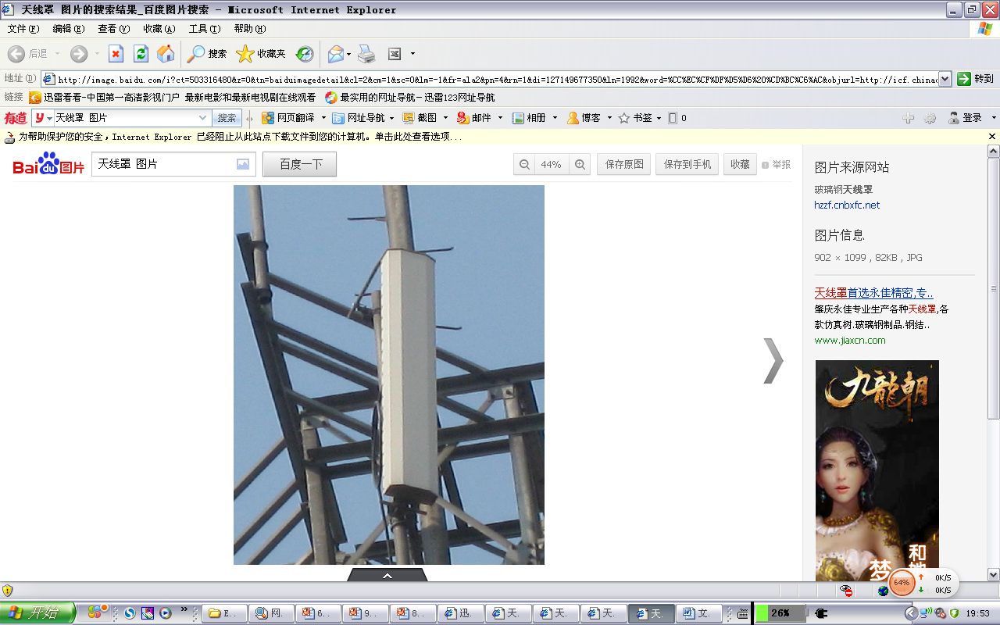 天线罩 图片的搜索结果_百度图片搜索 - Microsoft Internet Explorer
文件(F) 编辑(E) 查看(V) 收藏(A) 工具(T) 帮助(H)
后退 搜索 收藏夹
地址(D) http://image.baidu.com/i?ct=503316480&z=0&tn=baiduimagedetail&cl=2&cm=1&sc=0&lm=-1&fr=ala2&pn=4&rn=1&di=127149677350&ln=1992&word=%CC%EC%CF%DF%D5%D6%20%CD%BC%C6%AC&objurl=http://icf.chinac 转到
链接 迅雷看看-中国第一高清影视门户 最新电影和最新电视剧在线观看 最实用的网址导航-迅雷123网址导航
有道 y 天线罩 图片 搜索 网页翻译 网址导航 截图 邮件 相册 博客 书签 0 登录
为帮助保护您的安全，Internet Explorer 已经阻止从此站点下载文件到您的计算机。单击此处查看选项...
Bai du 图片 天线罩 图片 百度一下 44% 保存原图 保存到手机 收藏 举报
图片来源网站
玻璃钢天线罩
hzzf.cnbxfc.net
图片信息
902 × 1099 , 82KB , JPG
天线罩首选永佳精密,专..
肇庆永佳专业生产各种天线罩,各
款仿真树.玻璃钢制品.钢结..
www.jiaxcn.com
九龍朝
和
梦
64% 0K/S
0K/S
开始 E.. 网. 6.. 9.. 8.. 迅. 天. 天. 天. 天. 文. 26% 19:53